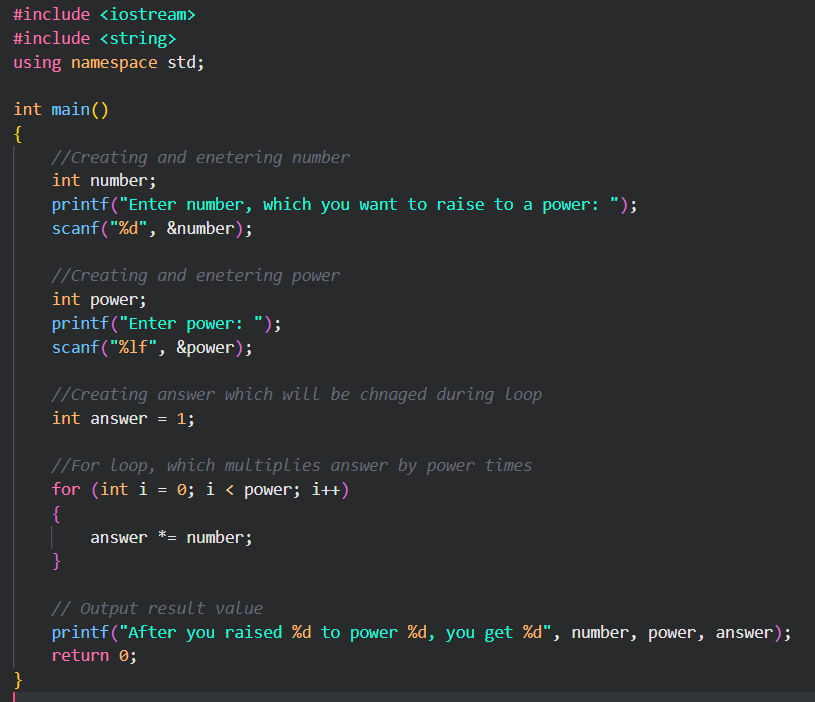 #include <iostream>
#include <string>
using namespace std;

int main()
{
    //Creating and enetering number
    int number;
    printf("Enter number, which you want to raise to a power: ");
    scanf("%d", &number);

    //Creating and enetering power
    int power;
    printf("Enter power: ");
    scanf("%lf", &power);

    //Creating answer which will be chnaged during loop
    int answer = 1;

    //For loop, which multiplies answer by power times
    for (int i = 0; i < power; i++)
    {
        answer *= number;
    }

    // Output result value
    printf("After you raised %d to power %d, you get %d", number, power, answer);
    return 0;
}